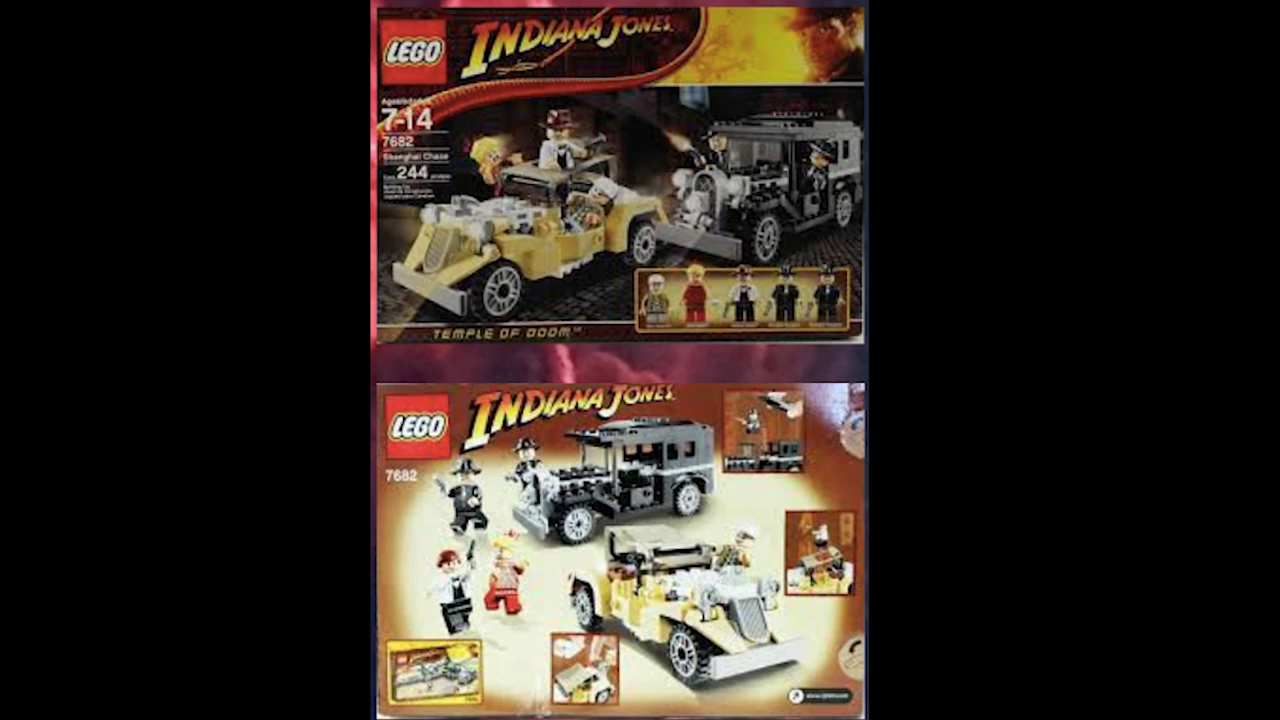 LEGO
INDIANA JONES
7-14
7682
Shanghai Chase
244
TEMPLE OF DOOM
LEGO
INDIANA JONES
7682